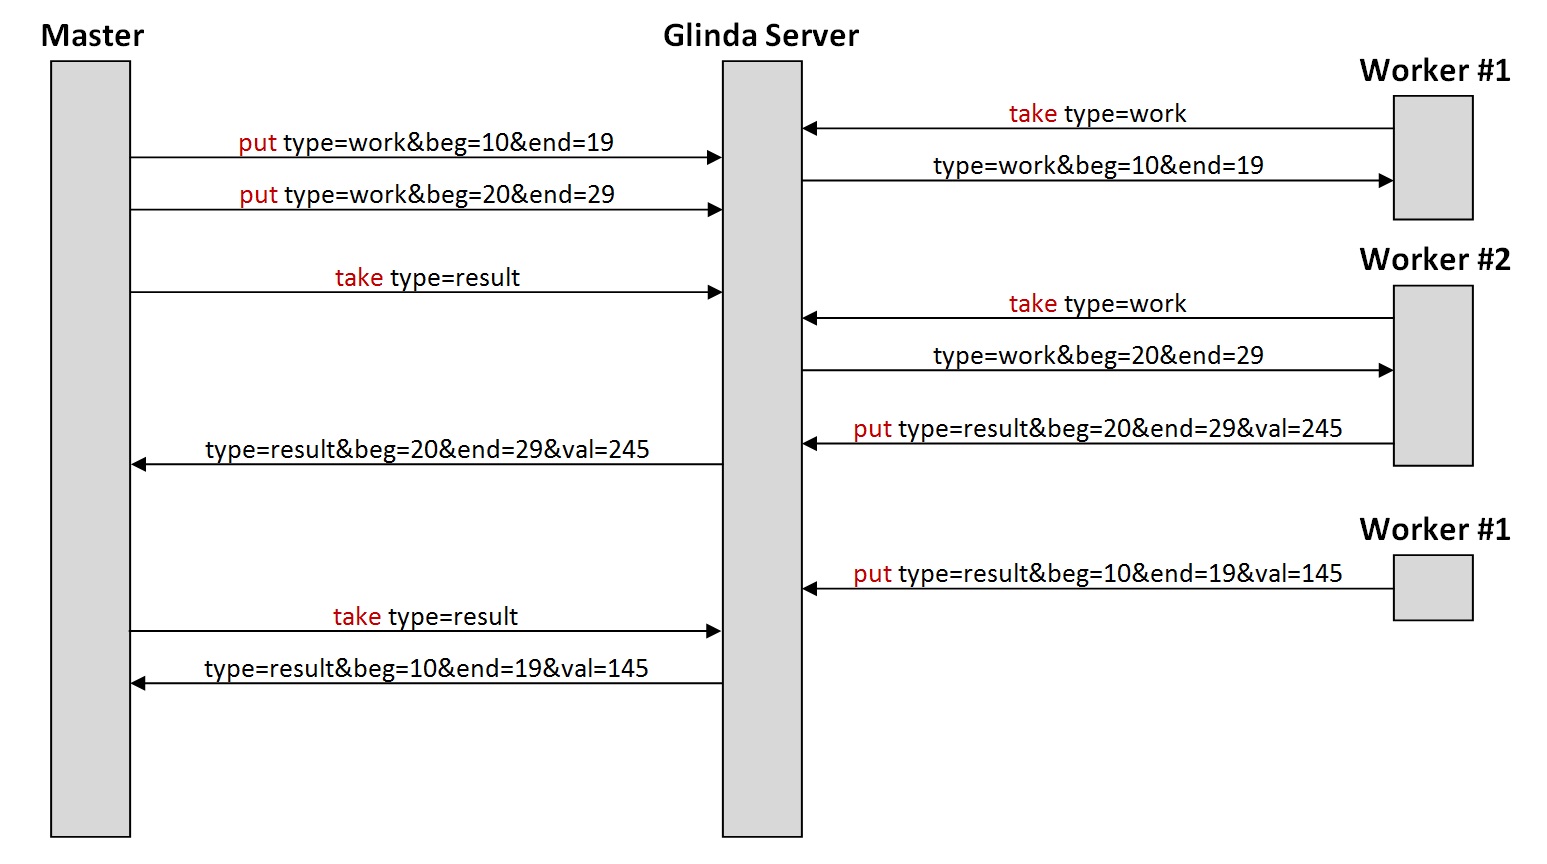 Master
Glinda Server
Worker #1
take type=work
put type=work&beg=10&end=19
type=work&beg=10&end=19
put type=work&beg=20&end=29
Worker #2
take type=result
take type=work
type=work&beg=20&end=29
put type=result&beg=20&end=29&val=245
type=result&beg=20&end=29&val=245
Worker #1
put type=result&beg=10&end=19&val=145
take type=result
type=result&beg=10&end=19&val=145